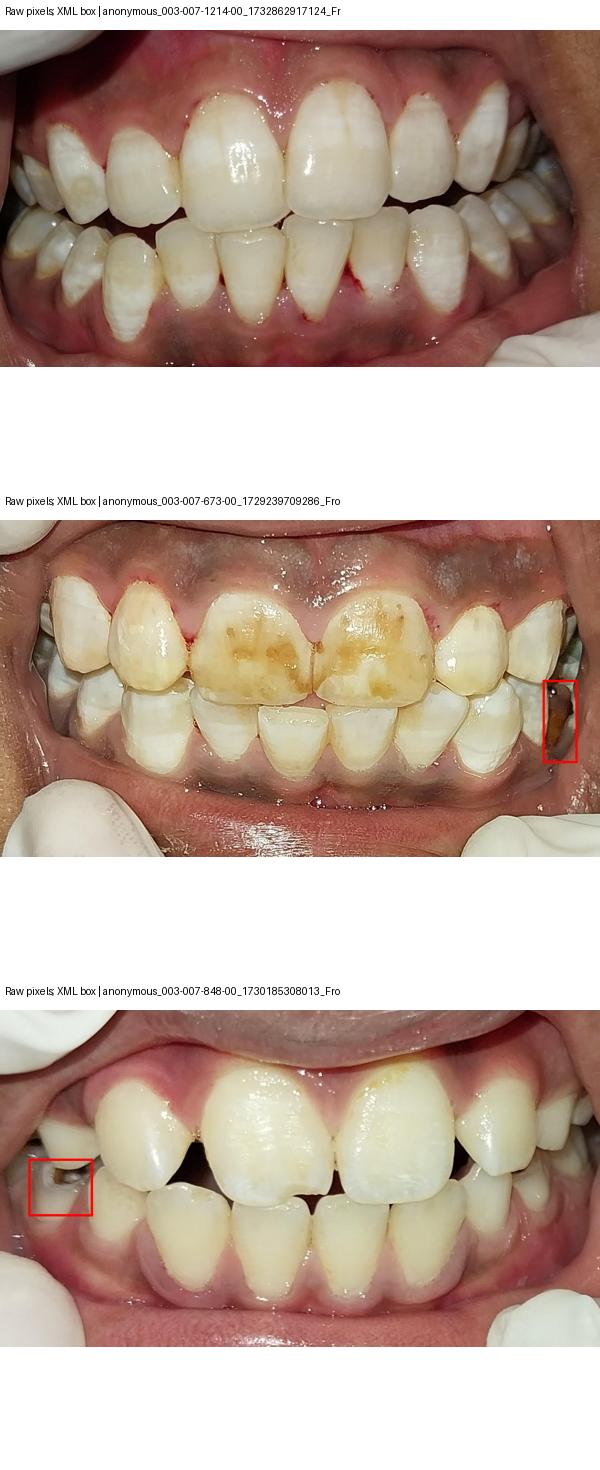 Raw pixels; XML box | anonymous_003-007-1214-00_1732862917124_Fr
Raw pixels; XML box | anonymous_003-007-673-00_1729239709286_Fro
Raw pixels; XML box | anonymous_003-007-848-00_1730185308013_Fro